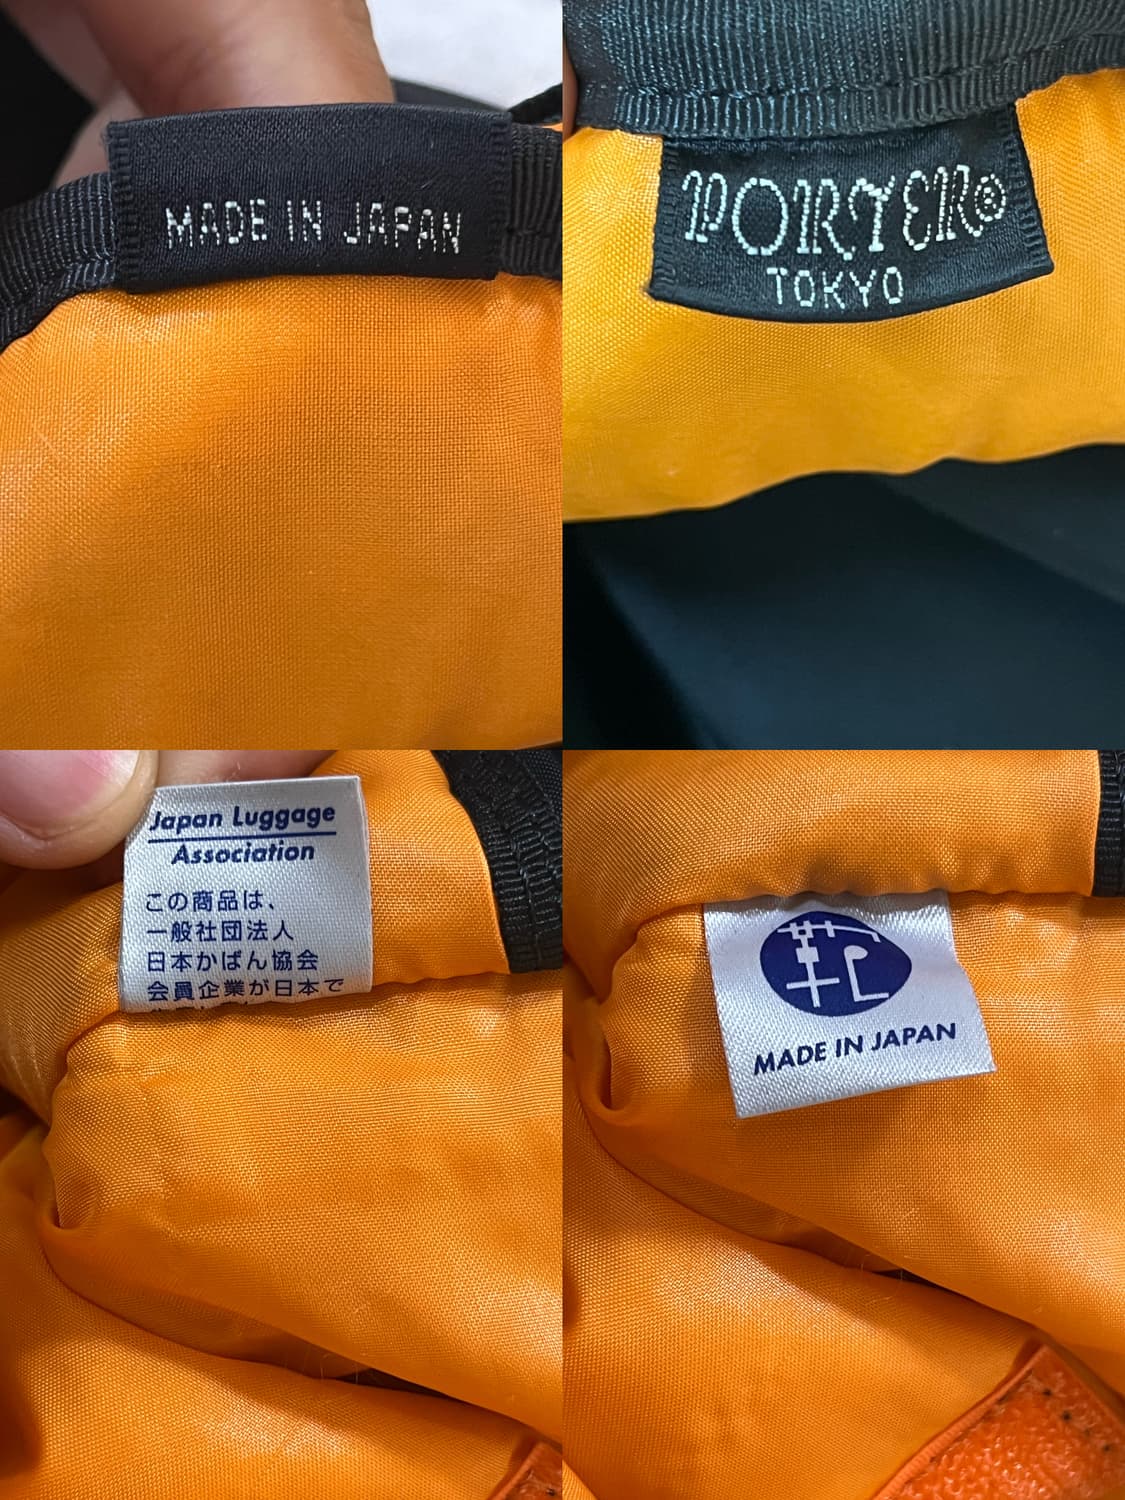 MADE IN JAPAN
PORTER®
TOKYO
Japan Luggage
Association
この商品は、
一般社団法人
日本かばん協会
会員企業が日本で
MADE IN JAPAN